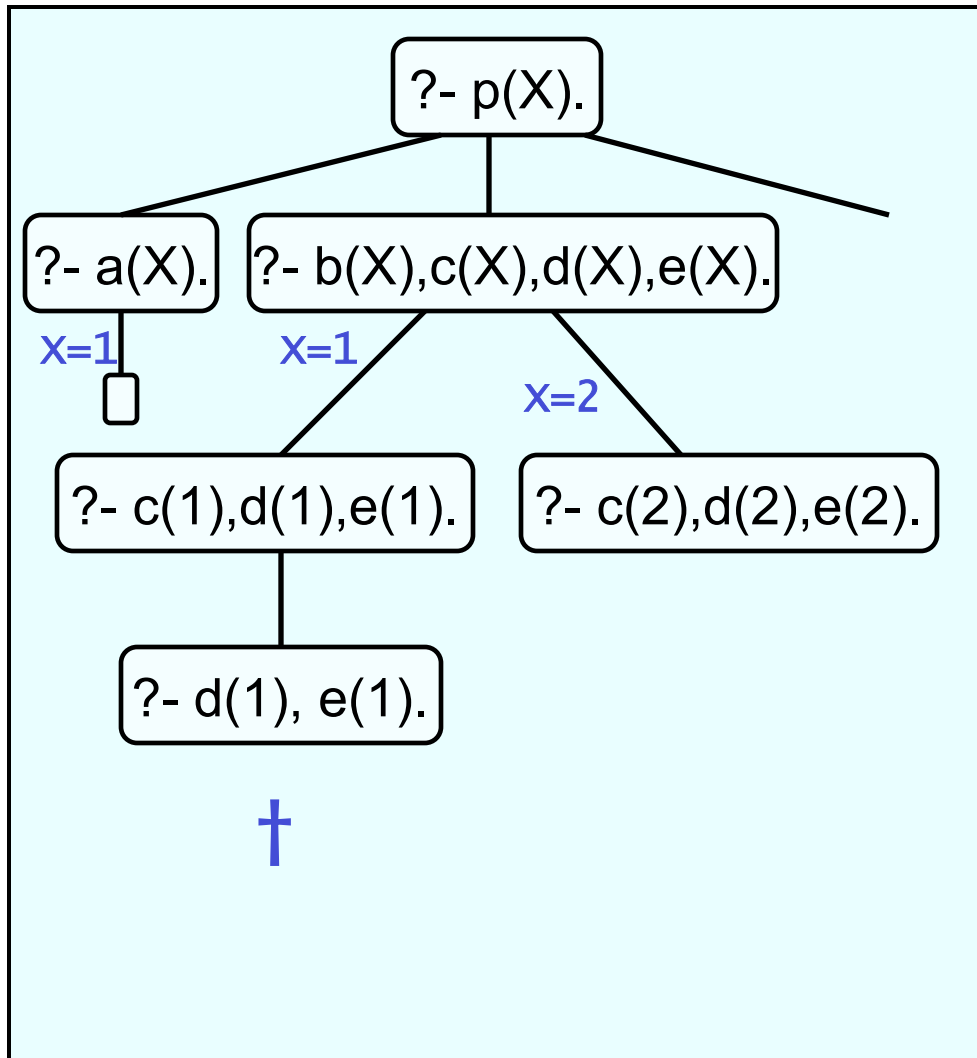 ?- p(X).
?- a(X).
?- b(X),c(X),d(X),e(X).
X=1
X=1
X=2
?- c(1),d(1),e(1).
?- c(2),d(2),e(2).
?- d(1), e(1).
†